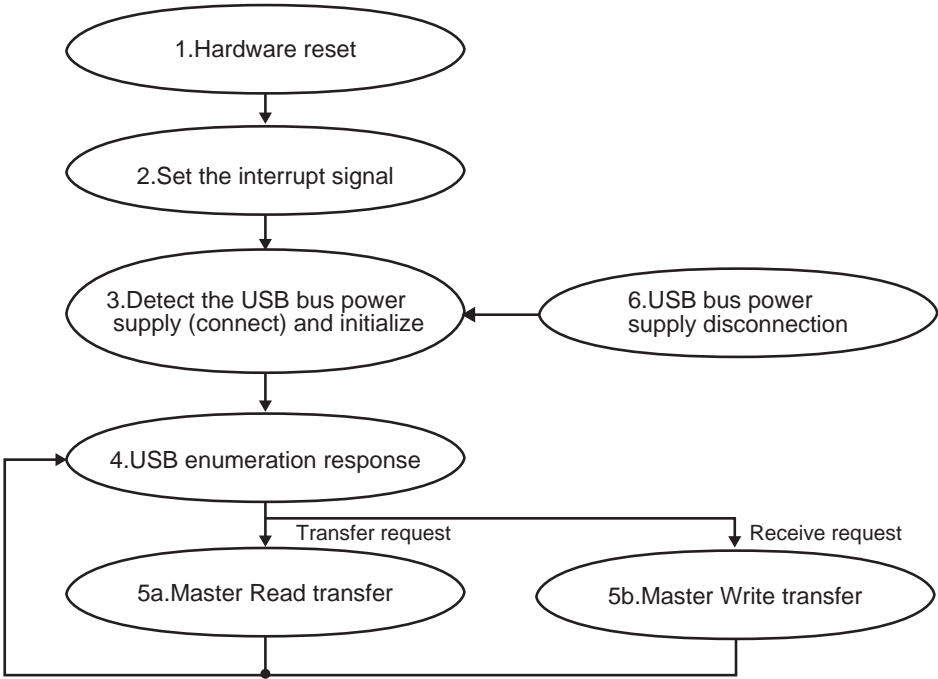 1.Hardware reset
2.Set the interrupt signal
3.Detect the USB bus power
supply (connect) and initialize
6.USB bus power
supply disconnection
4.USB enumeration response
Transfer request
Receive request
5a.Master Read transfer
5b.Master Write transfer